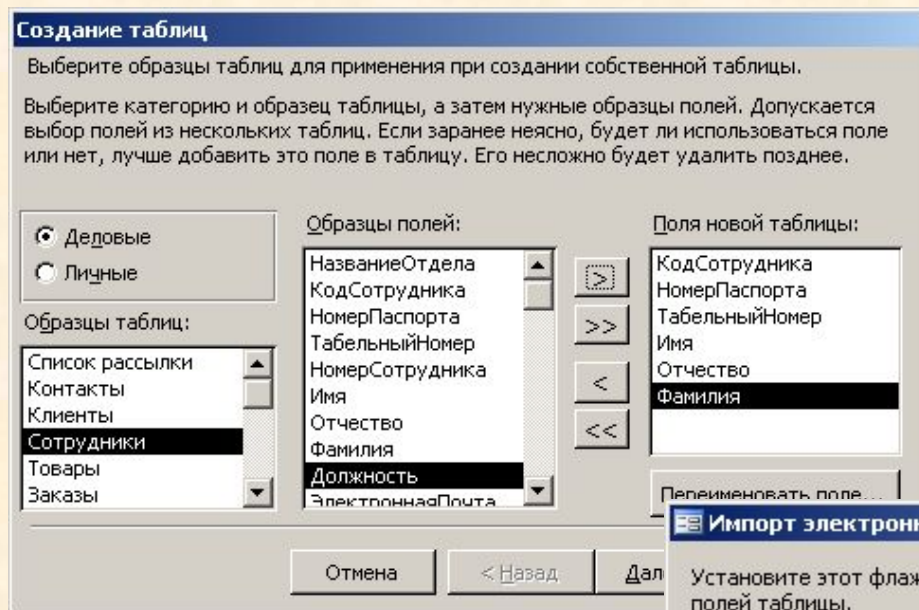 Создание таблиц
Выберите образцы таблиц для применения при создании собственной таблицы.
Выберите категорию и образец таблицы, а затем нужные образцы полей. Допускается
выбор полей из нескольких таблиц. Если заранее неясно, будет ли использоваться поле
или нет, лучше добавить это поле в таблицу. Его несложно будет удалить позднее.
Деловые
Личные
Образцы таблиц:
Список рассылки
Контакты
Клиенты
Сотрудники
Товары
Заказы
Образцы полей:
НазваниеОтдела
КодСотрудника
НомерПаспорта
ТабельныйНомер
НомерСотрудника
Имя
Отчество
Фамилия
Должность
ЭлектроннаяПочта
>
>>
<
<<
Поля новой таблицы:
КодСотрудника
НомерПаспорта
ТабельныйНомер
Имя
Отчество
Фамилия
Переименовать поле...
Отмена
< Назад
Дал
Импорт электронн
Установите этот флаж
полей таблицы.